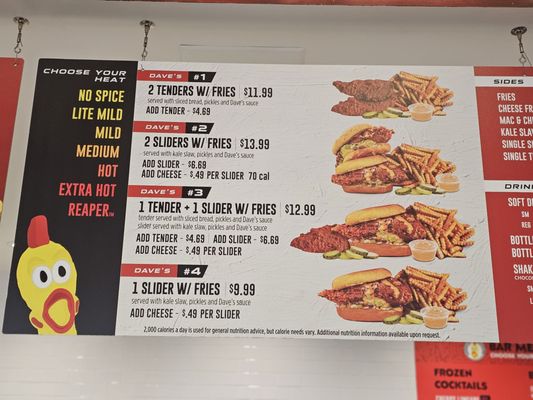 CHOOSE YOUR
HEAT
NO SPICE
LITE MILD
MILD
MEDIUM
HOT
EXTRA HOT
REAPER™
DAVE'S #1
2 TENDERS W/ FRIES $11.99
served with sliced bread, pickles and Dave's sauce
ADD TENDER - $4.69
DAVE'S #2
2 SLIDERS W/ FRIES $13.99
served with kale slaw, pickles and Dave's sauce
ADD SLIDER - $6.69
ADD CHEESE - $.49 PER SLIDER 70 cal
DAVE'S #3
1 TENDER + 1 SLIDER W/ FRIES $12.99
tender served with sliced bread, pickles and Dave's sauce
slider served with kale slaw, pickles and Dave's sauce
ADD TENDER - $4.69 ADD SLIDER - $6.69
ADD CHEESE - $.49 PER SLIDER
DAVE'S #4
1 SLIDER W/ FRIES $9.99
served with kale slaw, pickles and Dave's sauce
ADD CHEESE - $.49 PER SLIDER
2,000 calories a day is used for general nutrition advice, but calorie needs vary. Additional nutrition information available upon request.
SIDES
FRIES
CHEESE FR
MAC & CH
KALE SLAW
SINGLE S
SINGLE T
DRIN
SOFT D
SM
REG
BOTTL
BOTTL
SHAK
CHOCO
SM
BAR ME
CHOOSE YOUR
FROZEN
COCKTAILS